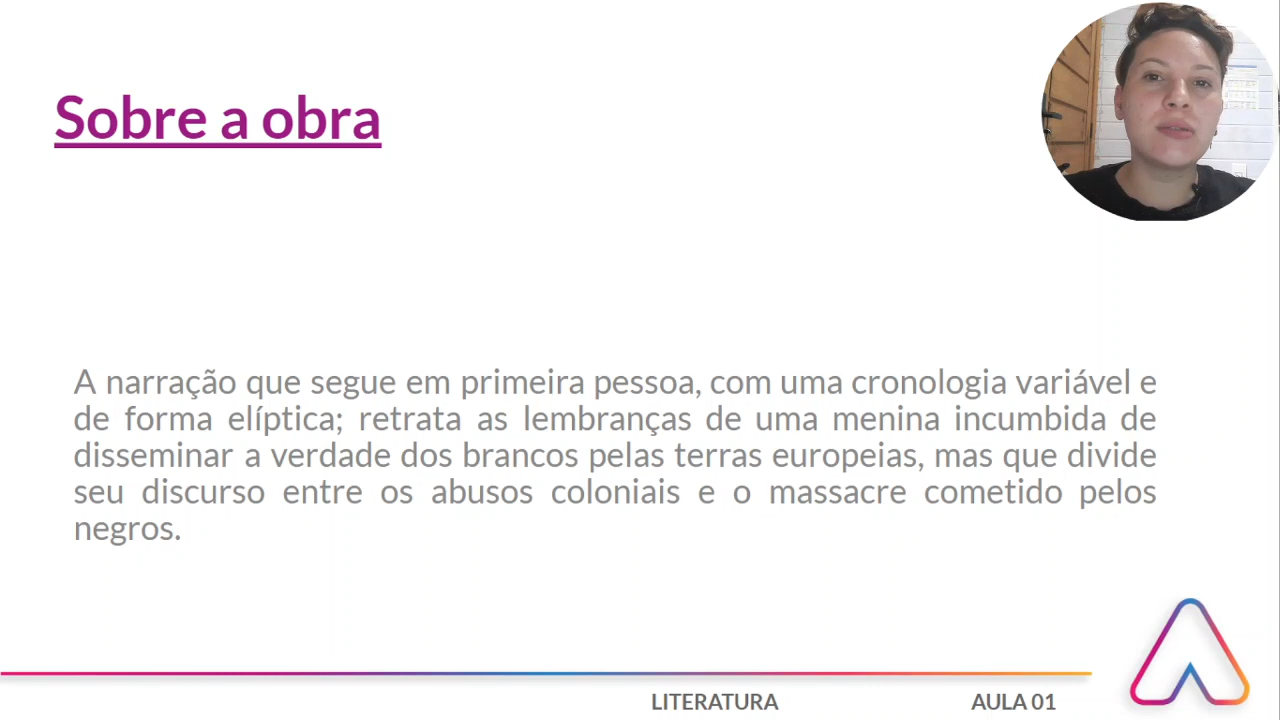 Sobre a obra
A narração que segue em primeira pessoa, com uma cronologia variável e
de forma elíptica; retrata as lembranças de uma menina incumbida de
disseminar a verdade dos brancos pelas terras europeias, mas que divide
seu discurso entre os abusos coloniais e o massacre cometido pelos
negros.
LITERATURA
AULA 01